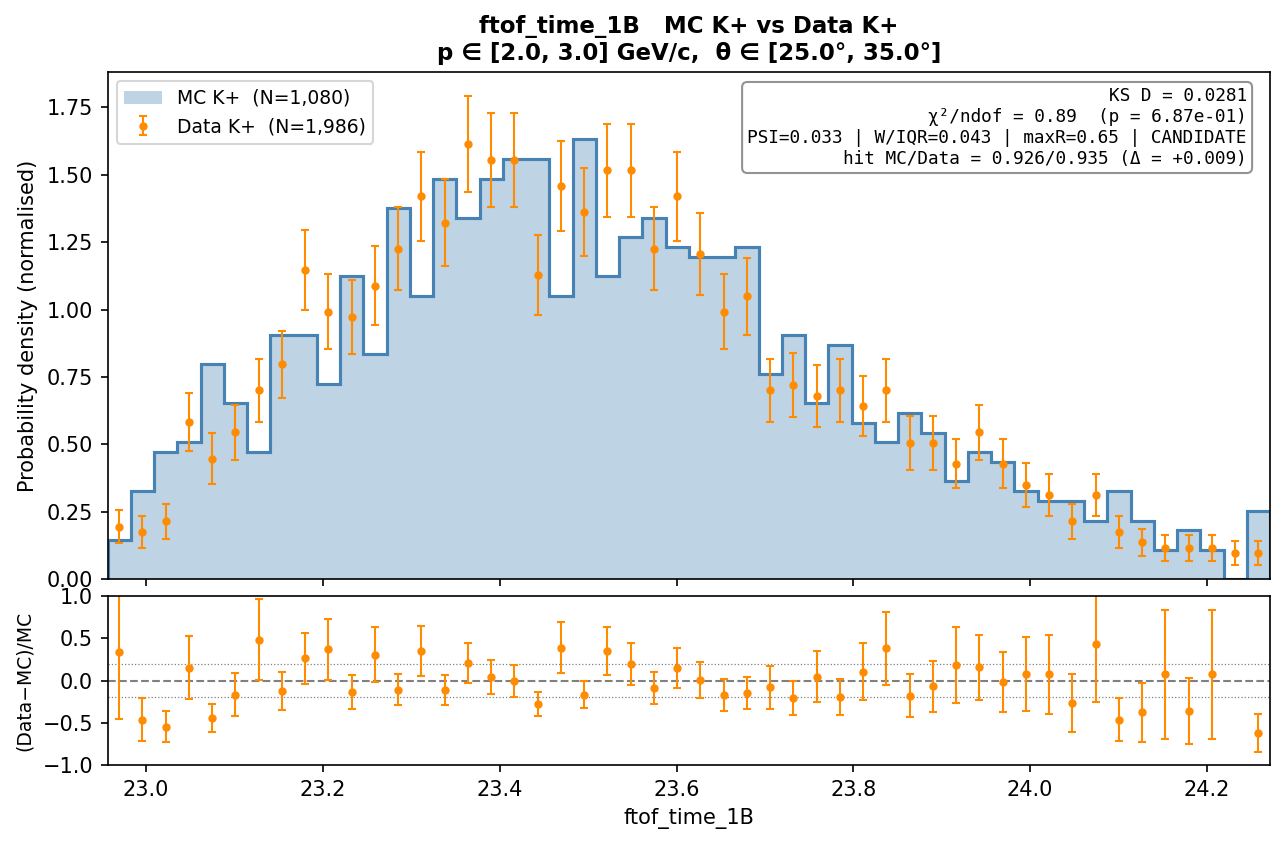 ftof_time_1B   MC K+ vs Data K+
p ∈ [2.0, 3.0] GeV/c,  θ ∈ [25.0°, 35.0°]
MC K+  (N=1,080)
Data K+  (N=1,986)
KS D = 0.0281
χ²/ndof = 0.89  (p = 6.87e-01)
PSI=0.033 | W/IQR=0.043 | maxR=0.65 | CANDIDATE
hit MC/Data = 0.926/0.935 (Δ = +0.009)
Probability density (normalised)
1.75
1.50
1.25
1.00
0.75
0.50
0.25
0.00
(Data−MC)/MC
1.0
0.5
0.0
−0.5
−1.0
23.0
23.2
23.4
23.6
23.8
24.0
24.2
ftof_time_1B